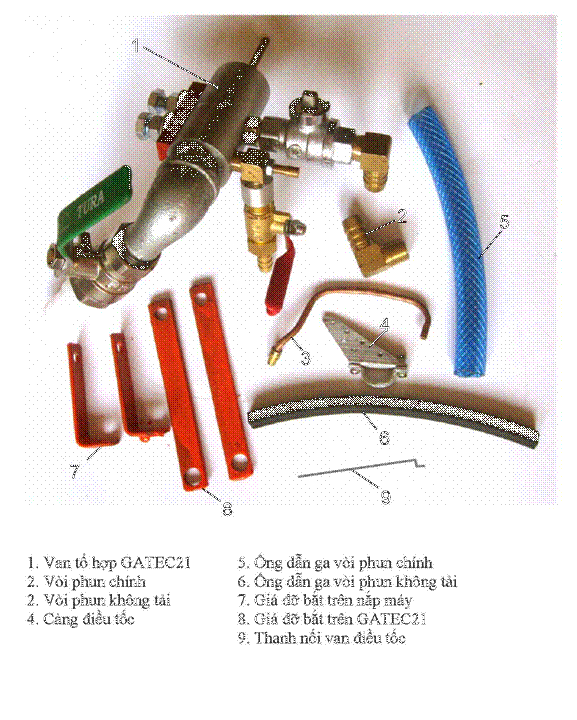 1
TURA
2
5
4
3
6
7
8
9
1. Van tổ hợp GATEC21
2. Vòi phun chính
2. Vòi phun không tải
4. Càng điều tốc
5. Ống dẫn ga vòi phun chính
6. Ống dẫn ga vòi phun không tải
7. Giá đỡ bắt trên nắp máy
8. Giá đỡ bắt trên GATEC21
9. Thanh nối van điều tốc